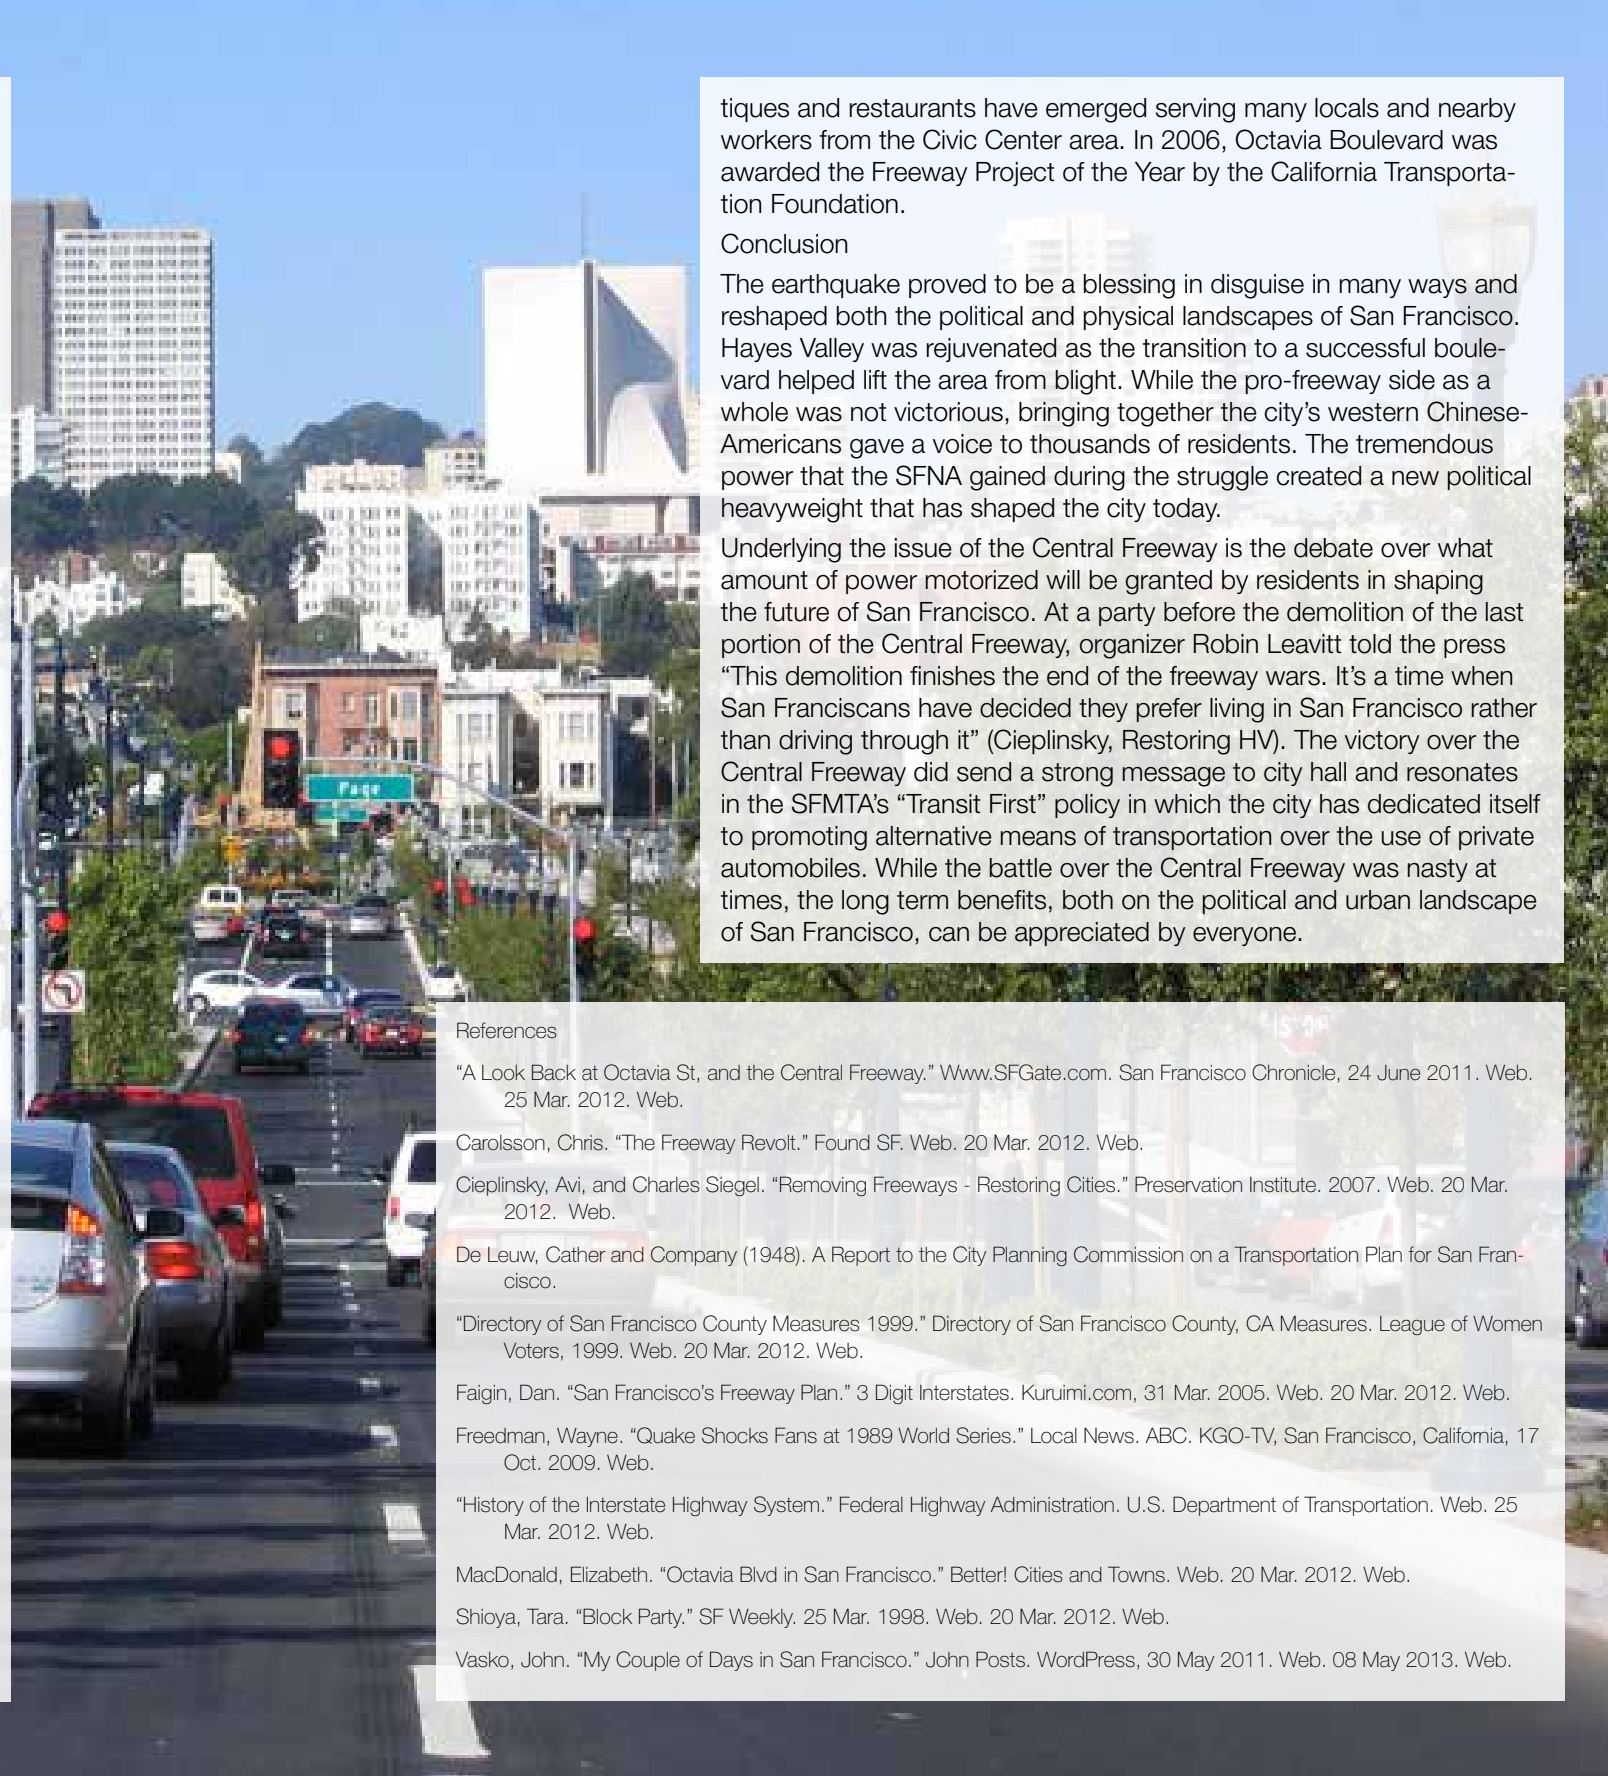 tiques and restaurants have emerged serving many locals and nearby
workers from the Civic Center area. In 2006, Octavia Boulevard was
awarded the Freeway Project of the Year by the California Transporta-
tion Foundation.
Conclusion
The earthquake proved to be a blessing in disguise in many ways and
reshaped both the political and physical landscapes of San Francisco.
Hayes Valley was rejuvenated as the transition to a successful boule-
vard helped lift the area from blight. While the pro-freeway side as a
whole was not victorious, bringing together the city’s western Chinese-
Americans gave a voice to thousands of residents. The tremendous
power that the SFNA gained during the struggle created a new political
heavyweight that has shaped the city today.
Underlying the issue of the Central Freeway is the debate over what
amount of power motorized will be granted by residents in shaping
the future of San Francisco. At a party before the demolition of the last
portion of the Central Freeway, organizer Robin Leavitt told the press
“This demolition finishes the end of the freeway wars. It’s a time when
San Franciscans have decided they prefer living in San Francisco rather
than driving through it” (Cieplinsky, Restoring HV). The victory over the
Central Freeway did send a strong message to city hall and resonates
in the SFMTA’s “Transit First” policy in which the city has dedicated itself
to promoting alternative means of transportation over the use of private
automobiles. While the battle over the Central Freeway was nasty at
times, the long term benefits, both on the political and urban landscape
of San Francisco, can be appreciated by everyone.
Page
STOP
References
“A Look Back at Octavia St, and the Central Freeway.” Www.SFGate.com. San Francisco Chronicle, 24 June 2011. Web.
25 Mar. 2012. Web.
Carolsson, Chris. “The Freeway Revolt.” Found SF. Web. 20 Mar. 2012. Web.
Cieplinsky, Avi, and Charles Siegel. “Removing Freeways - Restoring Cities.” Preservation Institute. 2007. Web. 20 Mar.
2012.  Web.
De Leuw, Cather and Company (1948). A Report to the City Planning Commission on a Transportation Plan for San Fran-
cisco.
“Directory of San Francisco County Measures 1999.” Directory of San Francisco County, CA Measures. League of Women
Voters, 1999. Web. 20 Mar. 2012. Web.
Faigin, Dan. “San Francisco’s Freeway Plan.” 3 Digit Interstates. Kuruimi.com, 31 Mar. 2005. Web. 20 Mar. 2012. Web.
Freedman, Wayne. “Quake Shocks Fans at 1989 World Series.” Local News. ABC. KGO-TV, San Francisco, California, 17
Oct. 2009. Web.
“History of the Interstate Highway System.” Federal Highway Administration. U.S. Department of Transportation. Web. 25
Mar. 2012. Web.
MacDonald, Elizabeth. “Octavia Blvd in San Francisco.” Better! Cities and Towns. Web. 20 Mar. 2012. Web.
Shioya, Tara. “Block Party.” SF Weekly. 25 Mar. 1998. Web. 20 Mar. 2012. Web.
Vasko, John. “My Couple of Days in San Francisco.” John Posts. WordPress, 30 May 2011. Web. 08 May 2013. Web.